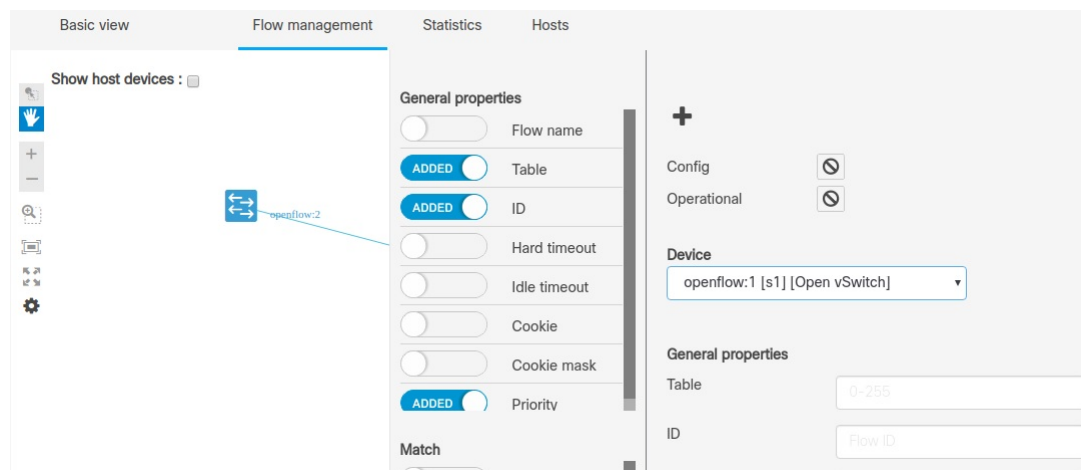 Basic view Flow management Statistics Hosts
Show host devices :
openflow:2
General properties
Flow name
ADDED Table
ADDED ID
Hard timeout
Idle timeout
Cookie
Cookie mask
ADDED Priority
Match
Config
Operational
Device
openflow:1 [s1] [Open vSwitch]
General properties
Table 0-255
ID Flow ID